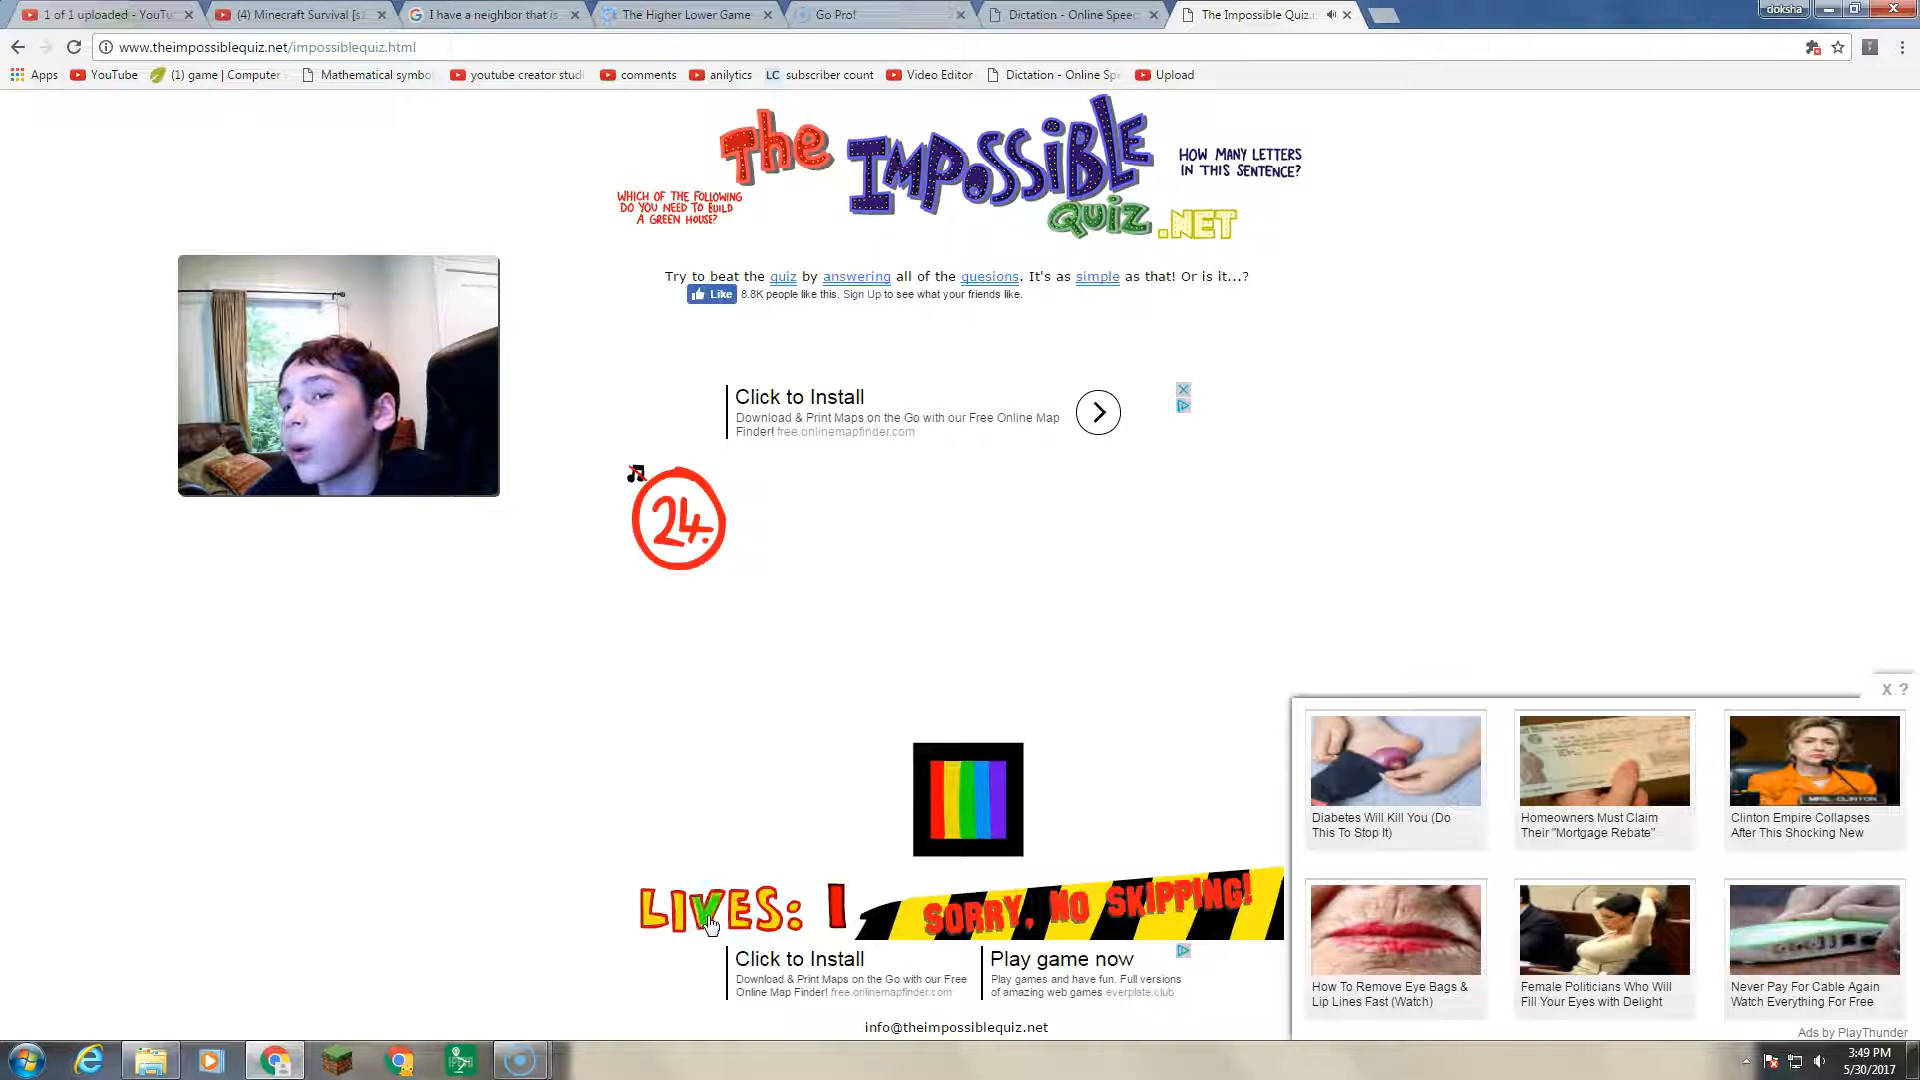 1 of 1 uploaded - YouTu
(4) Minecraft Survival [s1
I have a neighbor that is
The Higher Lower Game
Go Pro!
Dictation - Online Speec
The Impossible Quiz.
doksha
www.theimpossiblequiz.net/impossiblequiz.html
Apps
YouTube
(1) game | Computer
Mathematical symbo
youtube creator studi
comments
anilytics
LC subscriber count
Video Editor
Dictation - Online Sp
Upload
The IMPOSSIBLE QUIZ .NET
WHICH OF THE FOLLOWING
DO YOU NEED TO BUILD
A GREEN HOUSE?
HOW MANY LETTERS
IN THIS SENTENCE?
Try to beat the quiz by answering all of the quesions. It's as simple as that! Or is it...?
Like 8.8K people like this. Sign Up to see what your friends like.
Click to Install
Download & Print Maps on the Go with our Free Online Map
Finder! free.onlinemapfinder.com
24.
LIVES: 1
SORRY, NO SKIPPING!
Click to Install
Download & Print Maps on the Go with our Free
Online Map Finder! free.onlinemapfinder.com
Play game now
Play games and have fun. Full versions
of amazing web games everplate.club
info@theimpossiblequiz.net
X ?
Diabetes Will Kill You (Do
This To Stop It)
Homeowners Must Claim
Their "Mortgage Rebate"
MRS. CLINTON
Clinton Empire Collapses
After This Shocking New
How To Remove Eye Bags &
Lip Lines Fast (Watch)
Female Politicians Who Will
Fill Your Eyes with Delight
Never Pay For Cable Again
Watch Everything For Free
Ads by PlayThunder
3:49 PM
5/30/2017